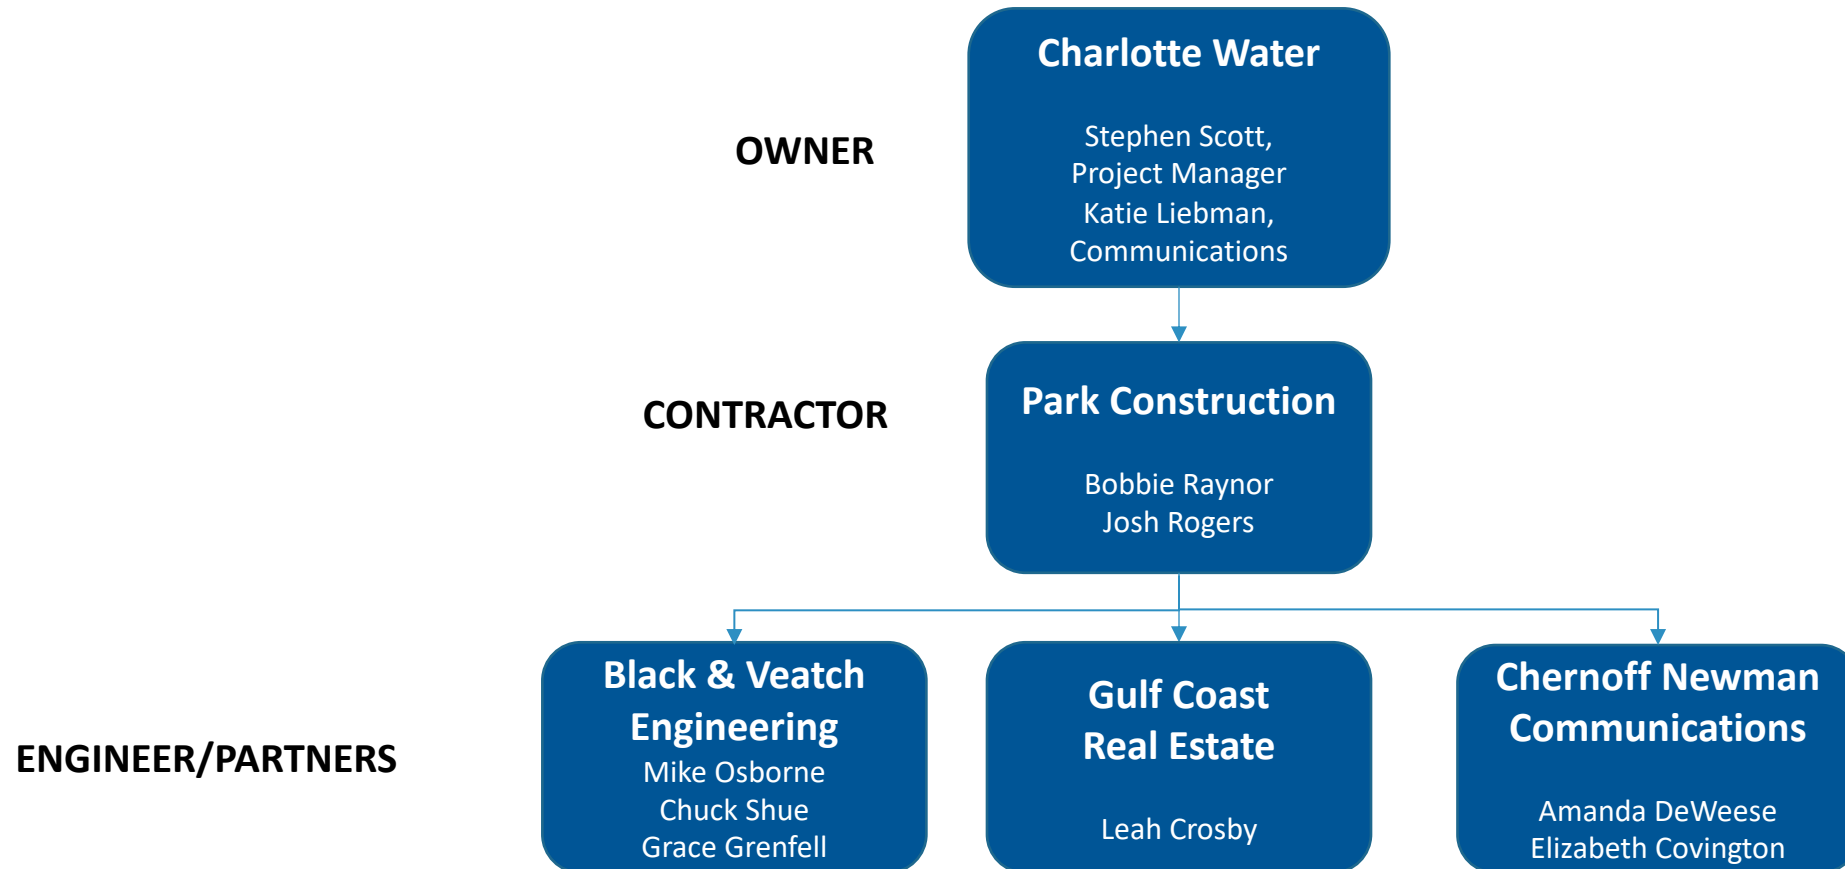 Charlotte Water
OWNER
Stephen Scott,
Project Manager
Katie Liebman,
Communications
CONTRACTOR
Park Construction
Bobbie Raynor
Josh Rogers
ENGINEER/PARTNERS
Black & Veatch
Engineering
Mike Osborne
Chuck Shue
Grace Grenfell
Gulf Coast
Real Estate
Leah Crosby
Chernoff Newman
Communications
Amanda DeWeese
Elizabeth Covington